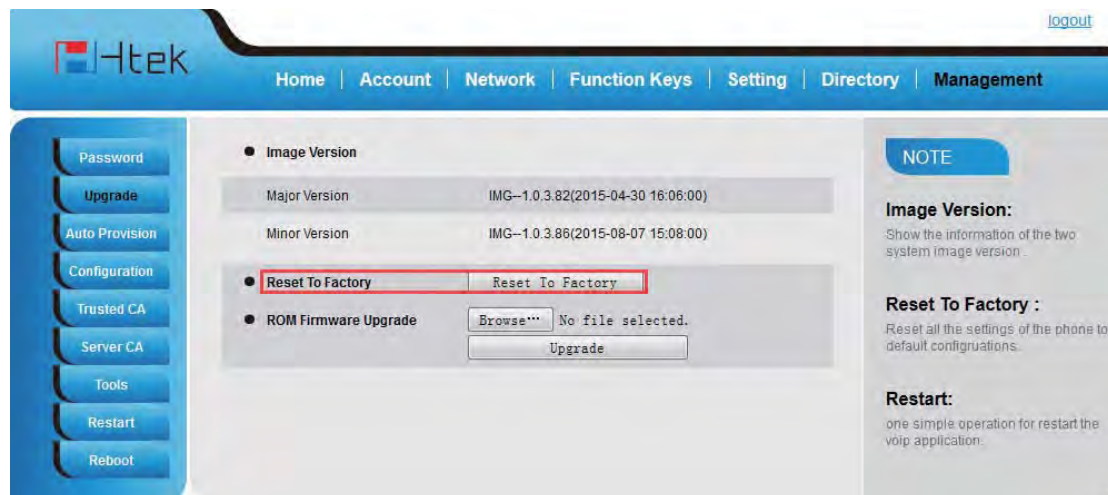 logout
Htek
Home | Account | Network | Function Keys | Setting | Directory | Management
Password
Upgrade
Auto Provision
Configuration
Trusted CA
Server CA
Tools
Restart
Reboot
Image Version
Major Version IMG--1.0.3.82(2015-04-30 16:06:00)
Minor Version IMG--1.0.3.86(2015-08-07 15:08:00)
Reset To Factory Reset To Factory
ROM Firmware Upgrade Browse… No file selected.
Upgrade
NOTE
Image Version:
Show the information of the two
system image version .
Reset To Factory :
Reset all the settings of the phone to
default configruations.
Restart:
one simple operation for restart the
voip application.